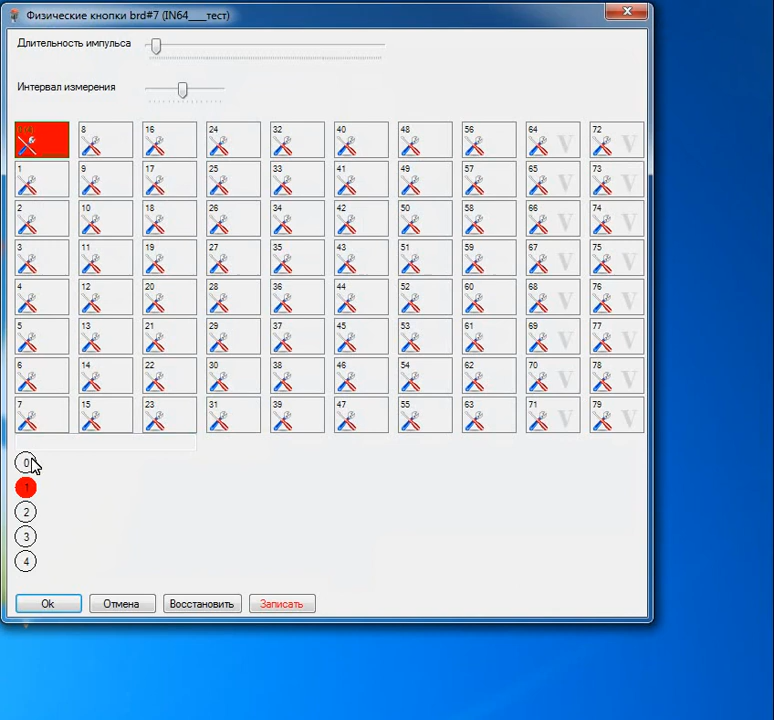 Физические кнопки brd#7 (IN64___тест)
Длительность импульса
Интервал измерения
8 16 24 32 40 48 56 64 V 72 V
1 9 17 25 33 41 49 57 65 V 73 V
2 10 18 26 34 42 50 58 66 V 74 V
3 11 19 27 35 43 51 59 67 V 75 V
4 12 20 28 36 44 52 60 68 V 76 V
5 13 21 29 37 45 53 61 69 V 77 V
6 14 22 30 38 46 54 62 70 V 78 V
7 15 23 31 39 47 55 63 71 V 79 V
0
1
2
3
4
Ok Отмена Восстановить Записать